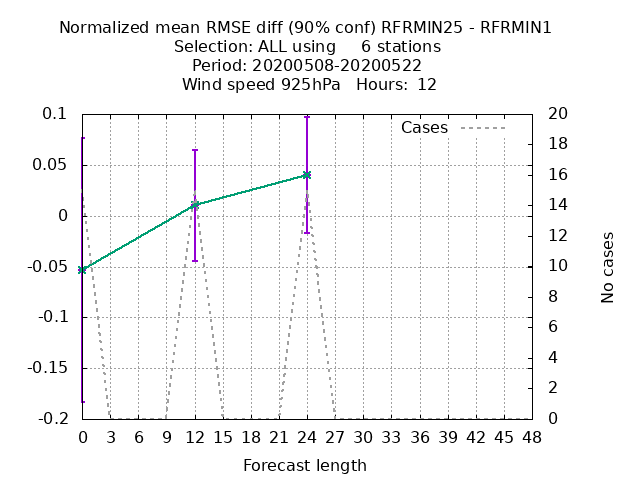 Normalized mean RMSE diff (90% conf) RFRMIN25 - RFRMIN1
Selection: ALL using     6 stations
Period: 20200508-20200522
Wind speed 925hPa   Hours:  12
Cases
0.1
0.05
0
-0.05
-0.1
-0.15
-0.2
20
18
16
14
12
10
8
6
4
2
0
No cases
0 3 6 9 12 15 18 21 24 27 30 33 36 39 42 45 48
Forecast length